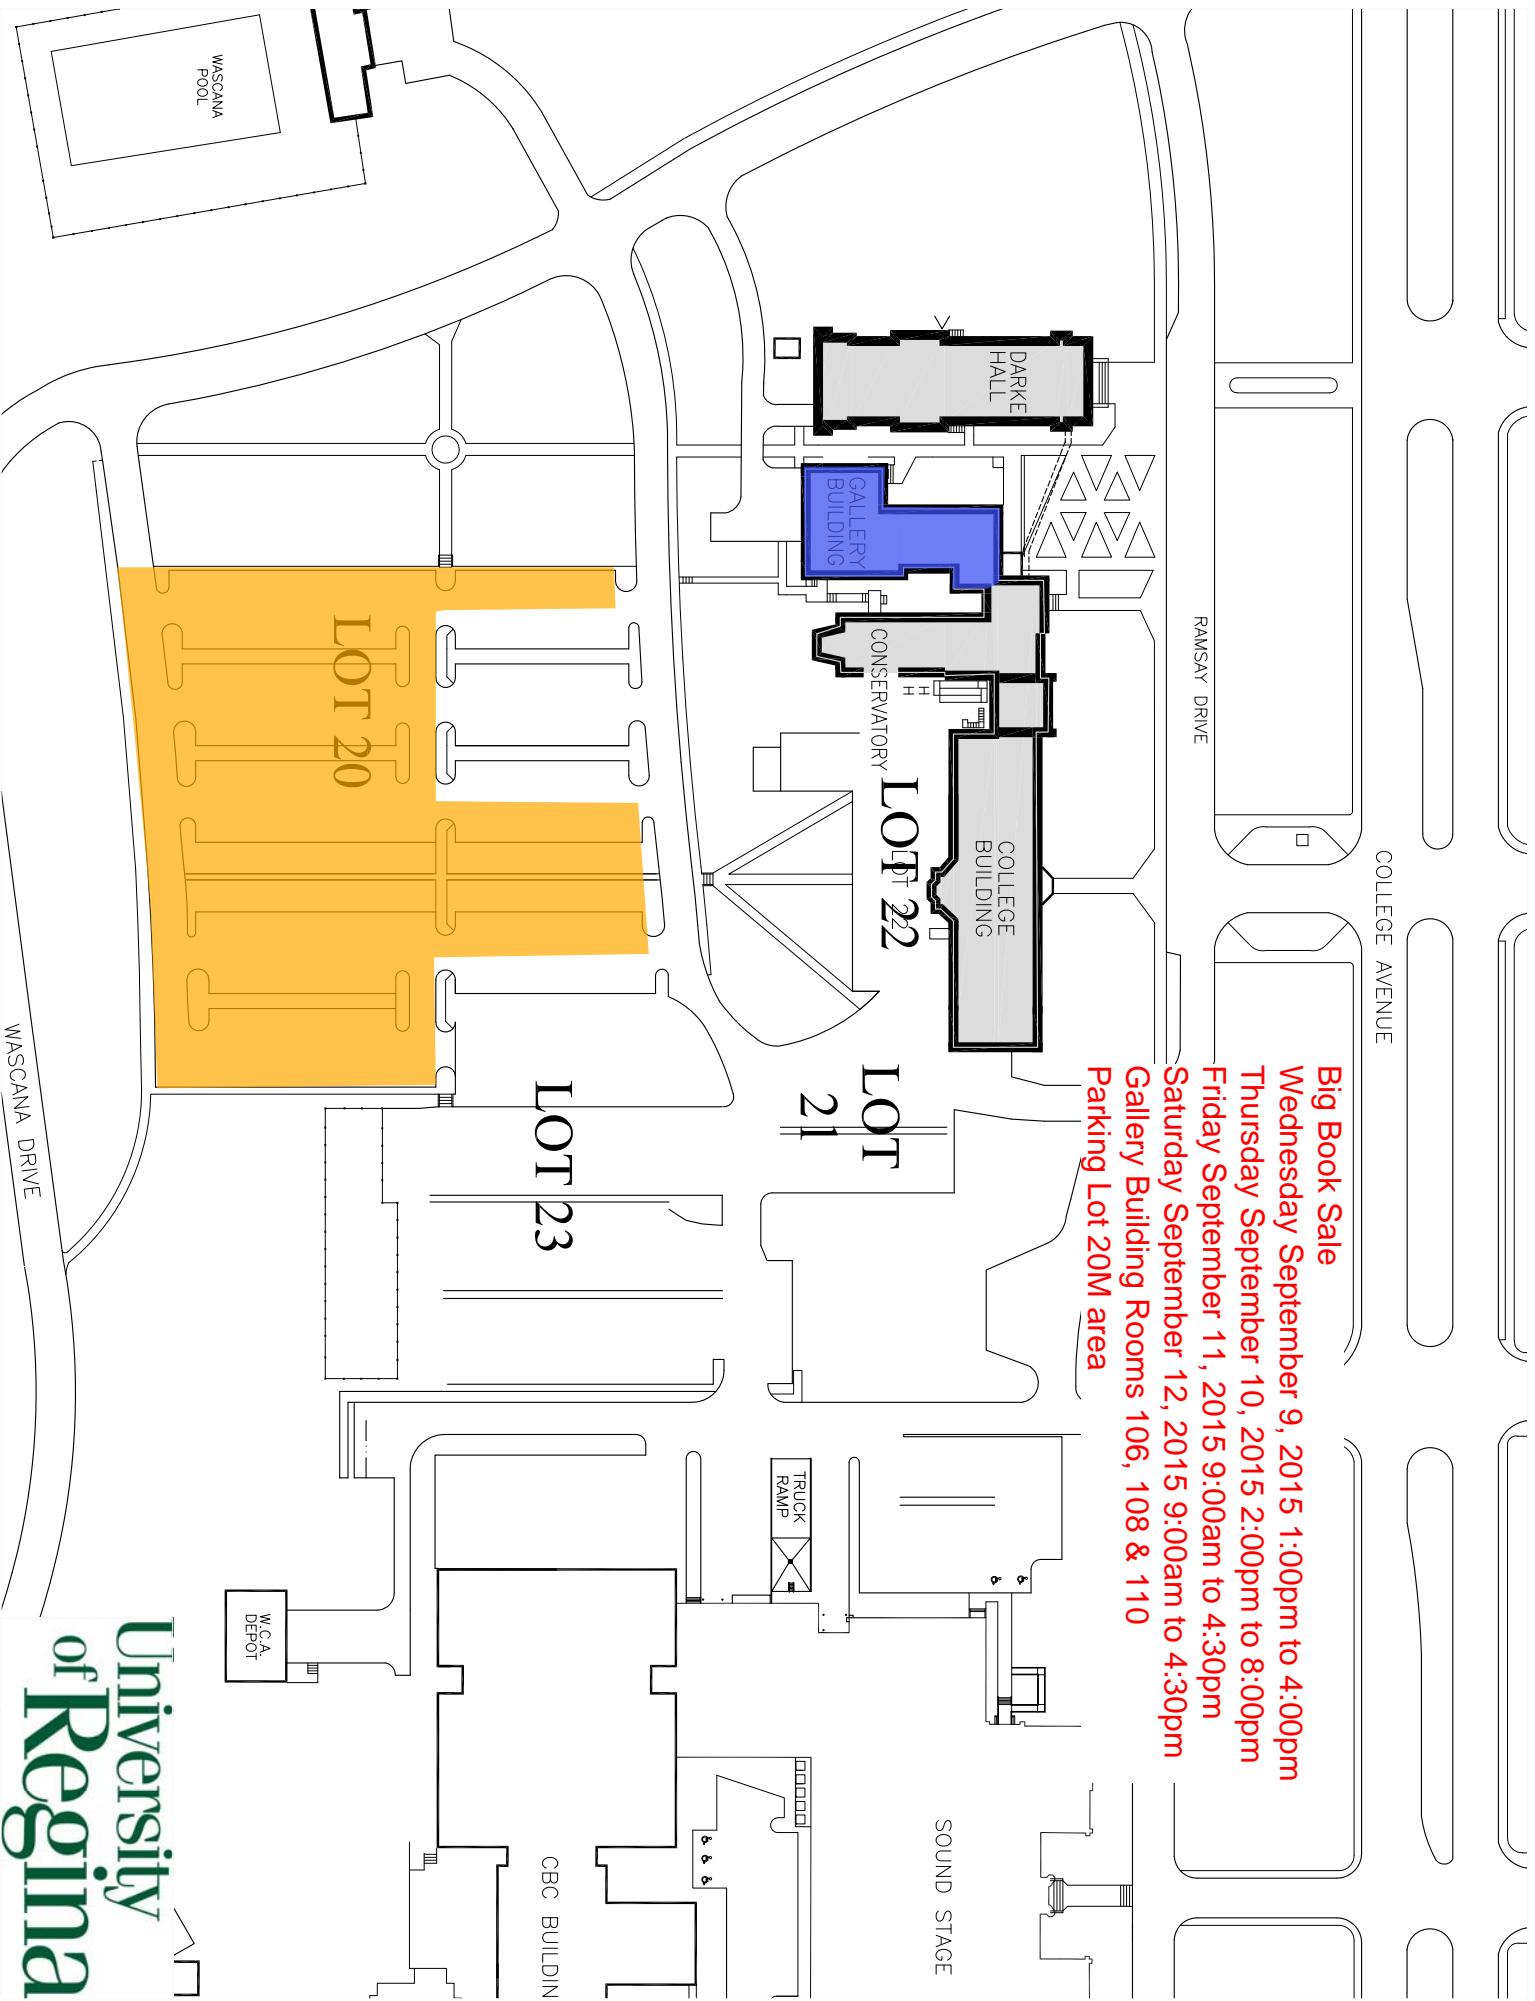 COLLEGE AVENUE
Big Book Sale
Wednesday September 9, 2015 1:00pm to 4:00pm
Thursday September 10, 2015 2:00pm to 8:00pm
Friday September 11, 2015 9:00am to 4:30pm
Saturday September 12, 2015 9:00am to 4:30pm
Gallery Building Rooms 106, 108 & 110
Parking Lot 20M area
RAMSAY DRIVE
DARKE
HALL
GALLERY
BUILDING
CONSERVATORY
H
H
COLLEGE
BUILDING
LOT 22
LOT 22
LOT
21
SOUND STAGE
TRUCK
RAMP
LOT 23
CBC BUILDIN
LOT 20
W.C.A.
DEPOT
WASCANA
POOL
WASCANA DRIVE
University
of Regina